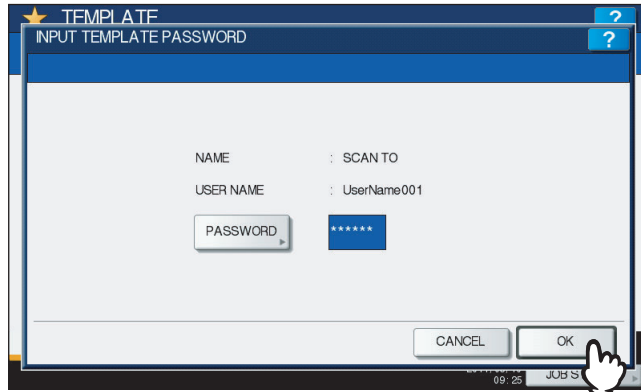 TEMPLATE ?
INPUT TEMPLATE PASSWORD ?
NAME : SCAN TO
USER NAME : UserName001
PASSWORD ******
CANCEL OK
09:25 JOB S